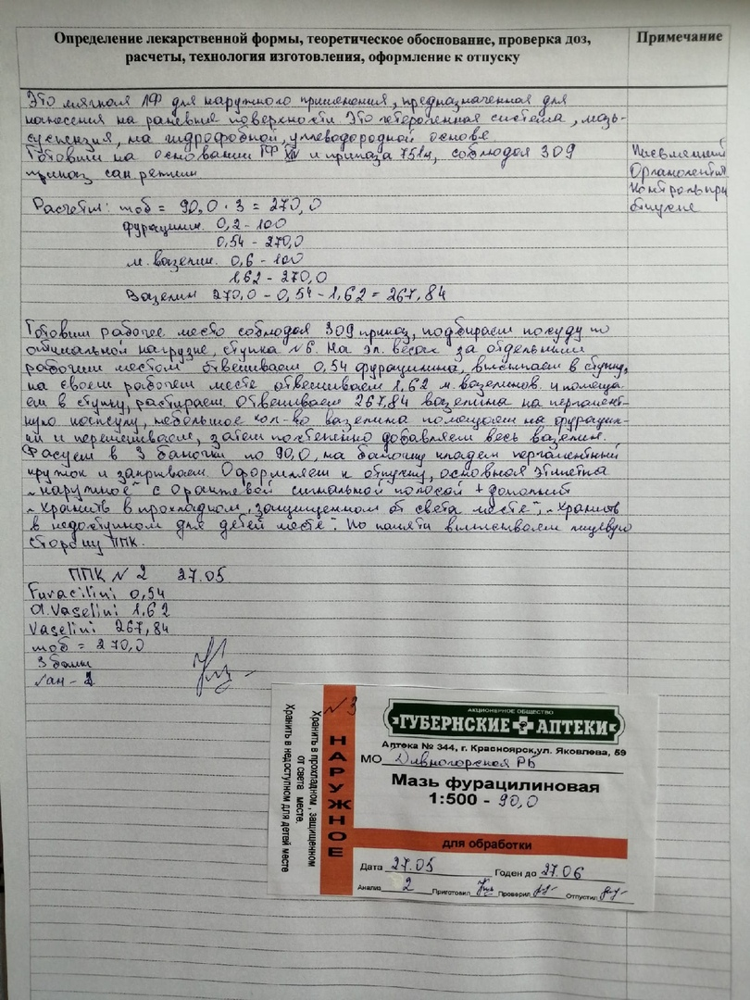 Определение лекарственной формы, теоретическое обоснование, проверка доз,
расчеты, технология изготовления, оформление к отпуску
Примечание
Это мягкая ЛФ для наружного применения, предназначенная для
нанесения на раневые поверхности. Это гетерогенная система, мазь-
суспензия, на гидрофобной, углеводородной основе.
Готовим на основании ГФ XIV и приказа 751н, соблюдая 309
приказ сан. режим
Письменный
Органолептич
Контроль при
отпуске
Расчеты: mоб = 90,0 · 3 = 270,0
фурацилин. 0,2 - 100
0,54 - 270,0
м. вазелин. 0,6 - 100
1,62 - 270,0
Вазелин 270,0 - 0,54 - 1,62 = 267,84
Готовим рабочее место соблюдая 309 приказ, подбираем посуду по
оптимальной нагрузке, ступка №6. На эл. весах за отдельным
рабочим местом отвешиваем 0,54 фурацилина, высыпаем в ступку,
на своем рабочем месте отвешиваем 1,62 м. вазелинов. и помеща-
ем в ступку, растираем. Отвешиваем 267,84 вазелина на пергамент-
ную капсулу, небольшое кол-во вазелина помещаем на фурацил-
ин и перемешиваем, затем постепенно добавляем весь вазелин.
Фасуем в 3 баночки по 90,0, на баночку кладем пергаментный
кружок и закрываем. Оформляем к отпуску, основная этикетка
„наружное" с оранжевой сигнальной полосой + дополнит
„Хранить в прохладном, защищенном от света месте", „Хранить
в недоступном для детей месте". По памяти выписываем лицевую
сторону ППК.
ППК № 2 27.05
Furacilini 0,54
Ol. Vaselini 1,62
Vaselini 267,84
mоб = 270,0
3 банки
√ан - 2
№3
Хранить в прохладном, защищенном
от света месте.
Хранить в недоступном для детей месте
НАРУЖНОЕ
АКЦИОНЕРНОЕ ОБЩЕСТВО
ГУБЕРНСКИЕ АПТЕКИ
Аптека № 344, г. Красноярск,ул. Яковлева, 59
МО Дивногорская РБ
Мазь фурацилиновая
1:500 - 90,0
для обработки
Дата 27.05 Годен до 27.06
Анализ 2 Приготовил Проверил Отпустил